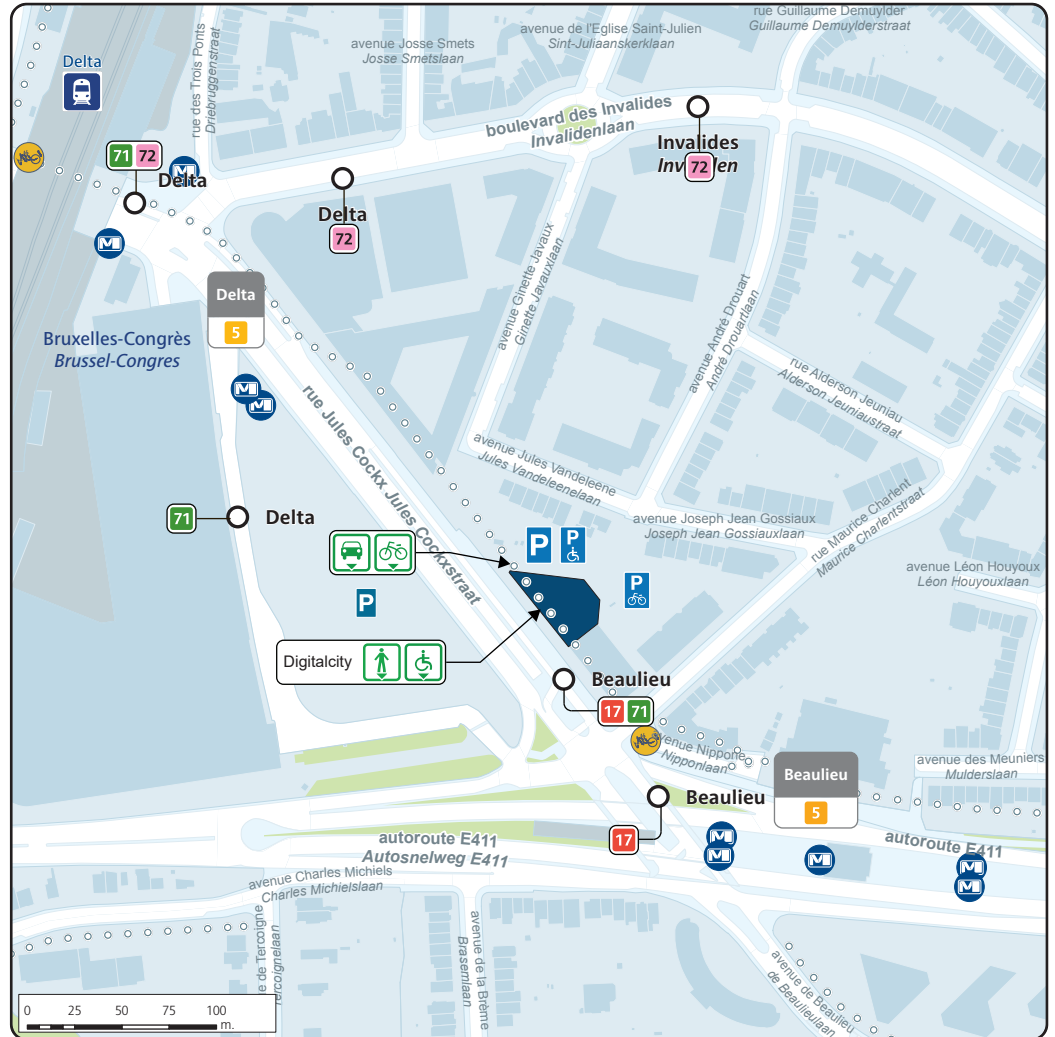 rue Guillaume Demuylder
Guillaume Demuylderstraat
avenue de l'Eglise Saint-Julien
Sint-Juliaanskerklaan
avenue Josse Smets
Josse Smetslaan
rue des Trois Ponts
Driebruggenstraat
Delta
boulevard des Invalides
Invalidenlaan
Invalides
72
71 72
M
Delta
Delta
72
M
Delta
5
Bruxelles-Congrès
Brussel-Congres
avenue Ginette Javaux
Ginette Javauxlaan
avenue André Drouart
André Drouartlaan
rue Alderson Jeuniau
Alderson Jeuniaustraat
M
M
rue Jules Cockx Jules Cockxstraat
avenue Jules Vandeleene
Jules Vandeleenelaan
71
Delta
avenue Joseph Jean Gossiaux
Joseph Jean Gossiauxlaan
rue Maurice Charlent
Maurice Charlentstraat
avenue Léon Houyoux
Léon Houyouxlaan
P
P
P
P
Digitalcity
Beaulieu
17 71
avenue Nippone
Nipponlaan
Beaulieu
5
avenue des Meuniers
Mulderslaan
Beaulieu
17
autoroute E411
Autosnelweg E411
autoroute E411
M
M
M
M
M
avenue Charles Michiels
Charles Michielslaan
e de Tercoigne
Tercoignelaan
avenue de la Brème
Brasemlaan
avenue de Beaulieu
de Beaulieulaan
0 25 50 75 100
m.